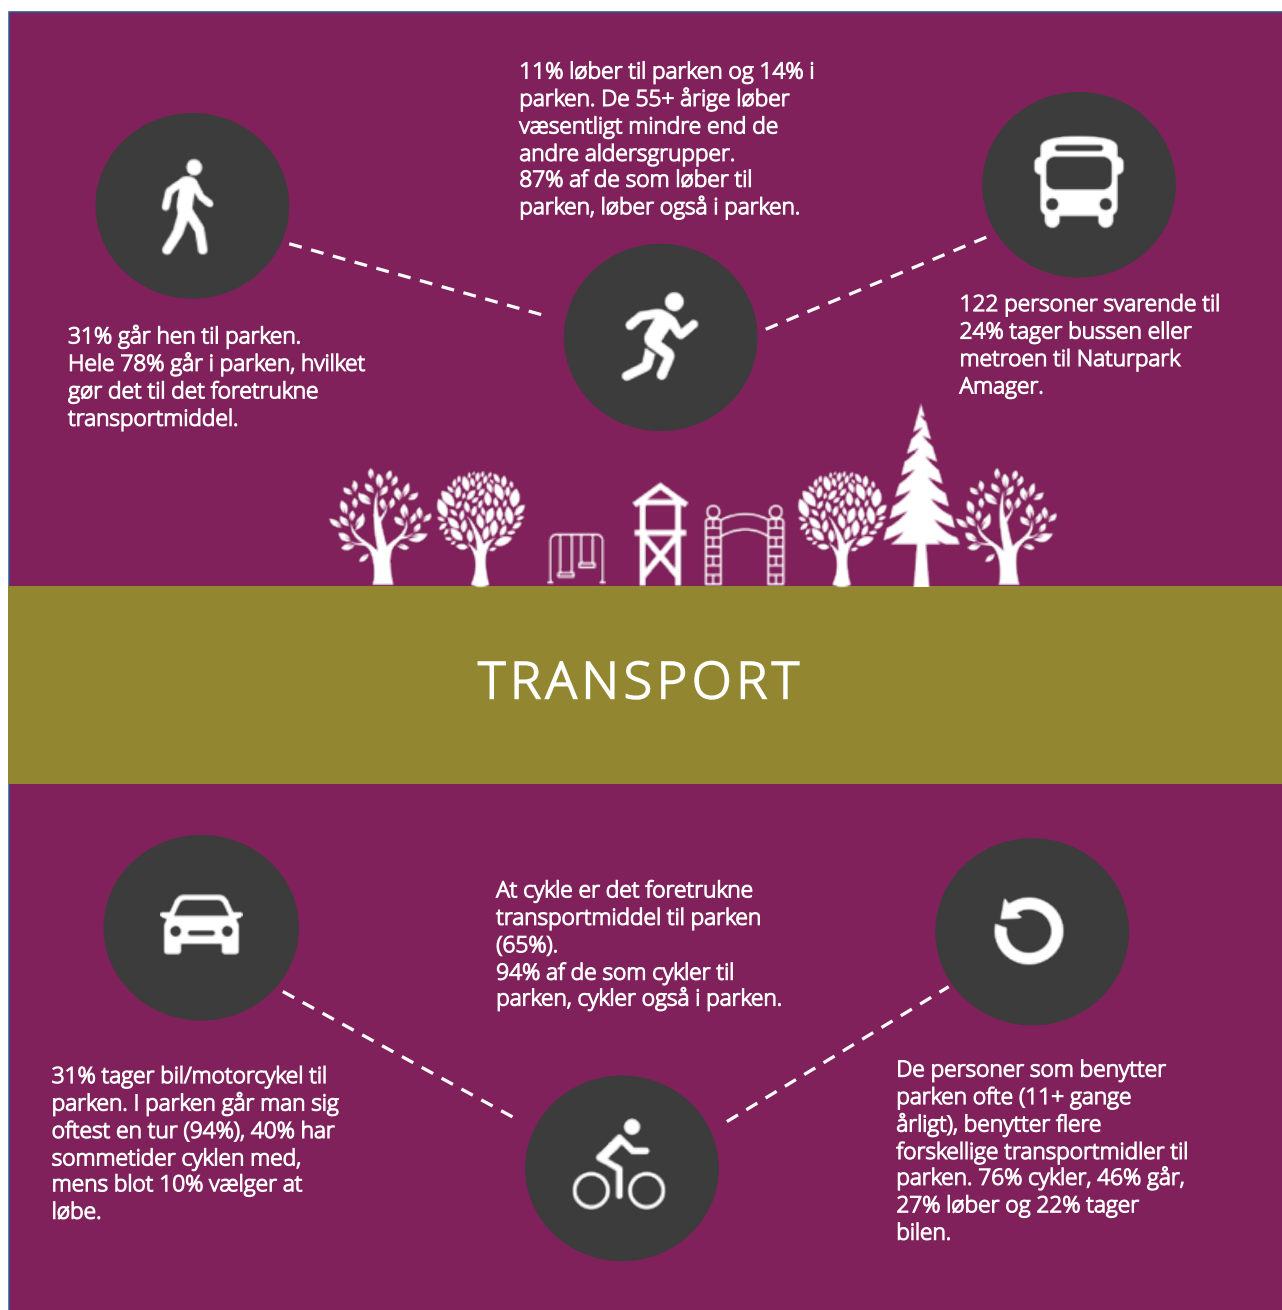 11% løber til parken og 14% i
parken. De 55+ årige løber
væsentligt mindre end de
andre aldersgrupper.
87% af de som løber til
parken, løber også i parken.
31% går hen til parken.
Hele 78% går i parken, hvilket
gør det til det foretrukne
transportmiddel.
122 personer svarende til
24% tager bussen eller
metroen til Naturpark
Amager.
TRANSPORT
At cykle er det foretrukne
transportmiddel til parken
(65%).
94% af de som cykler til
parken, cykler også i parken.
31% tager bil/motorcykel til
parken. I parken går man sig
oftest en tur (94%), 40% har
sommetider cyklen med,
mens blot 10% vælger at
løbe.
De personer som benytter
parken ofte (11+ gange
årligt), benytter flere
forskellige transportmidler til
parken. 76% cykler, 46% går,
27% løber og 22% tager
bilen.